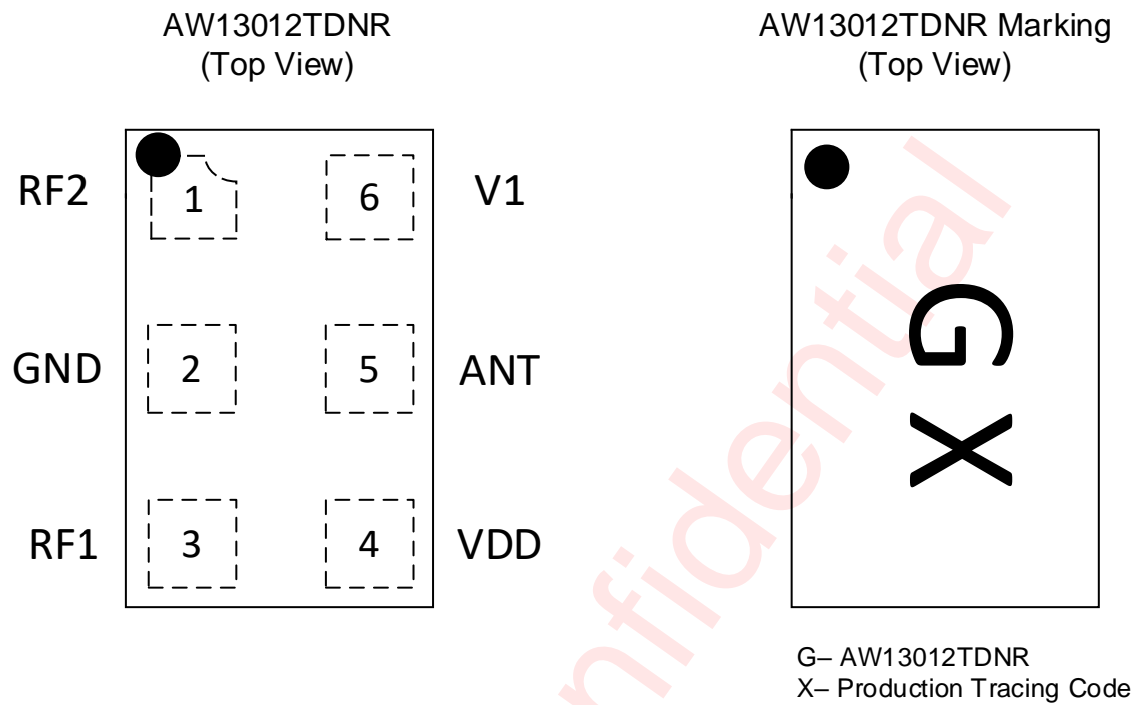 AW13012TDNR
(Top View)
AW13012TDNR Marking
(Top View)
RF2 1 6 V1
GND 2 5 ANT
RF1 3 4 VDD
G
X
G– AW13012TDNR
X– Production Tracing Code
nfidential